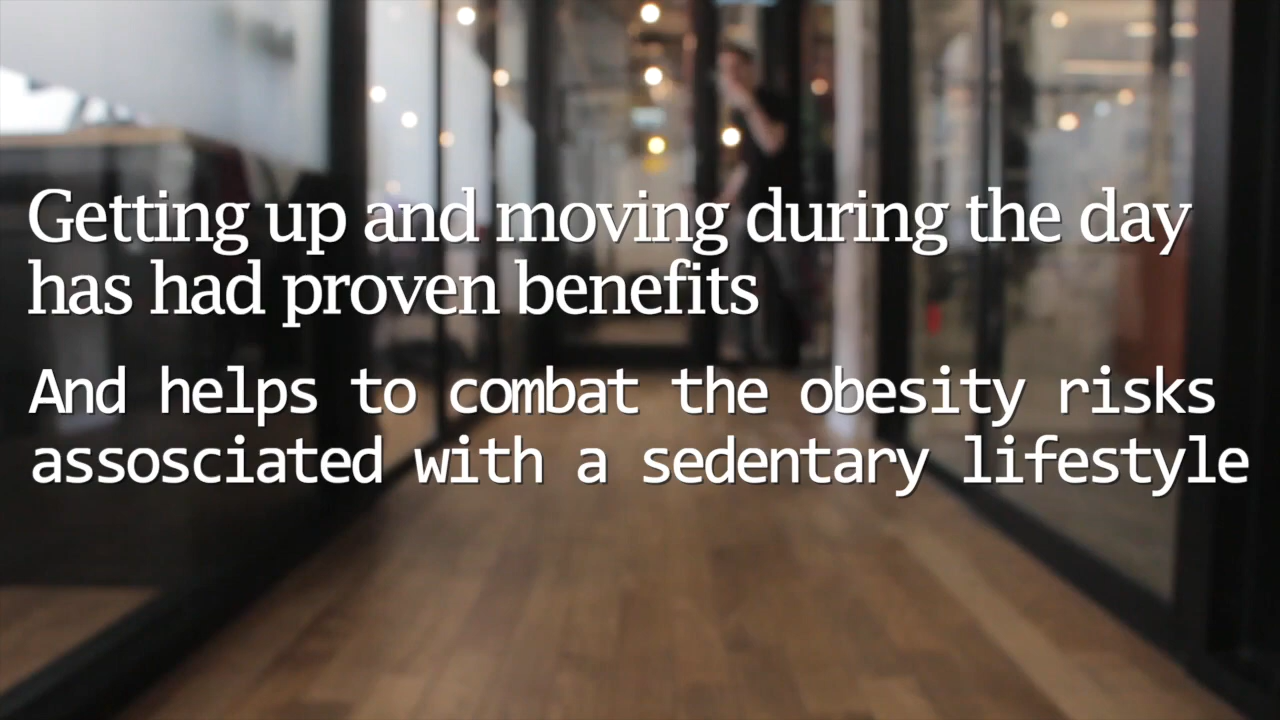 Getting up and moving during the day
has had proven benefits
And helps to combat the obesity risks
assosciated with a sedentary lifestyle